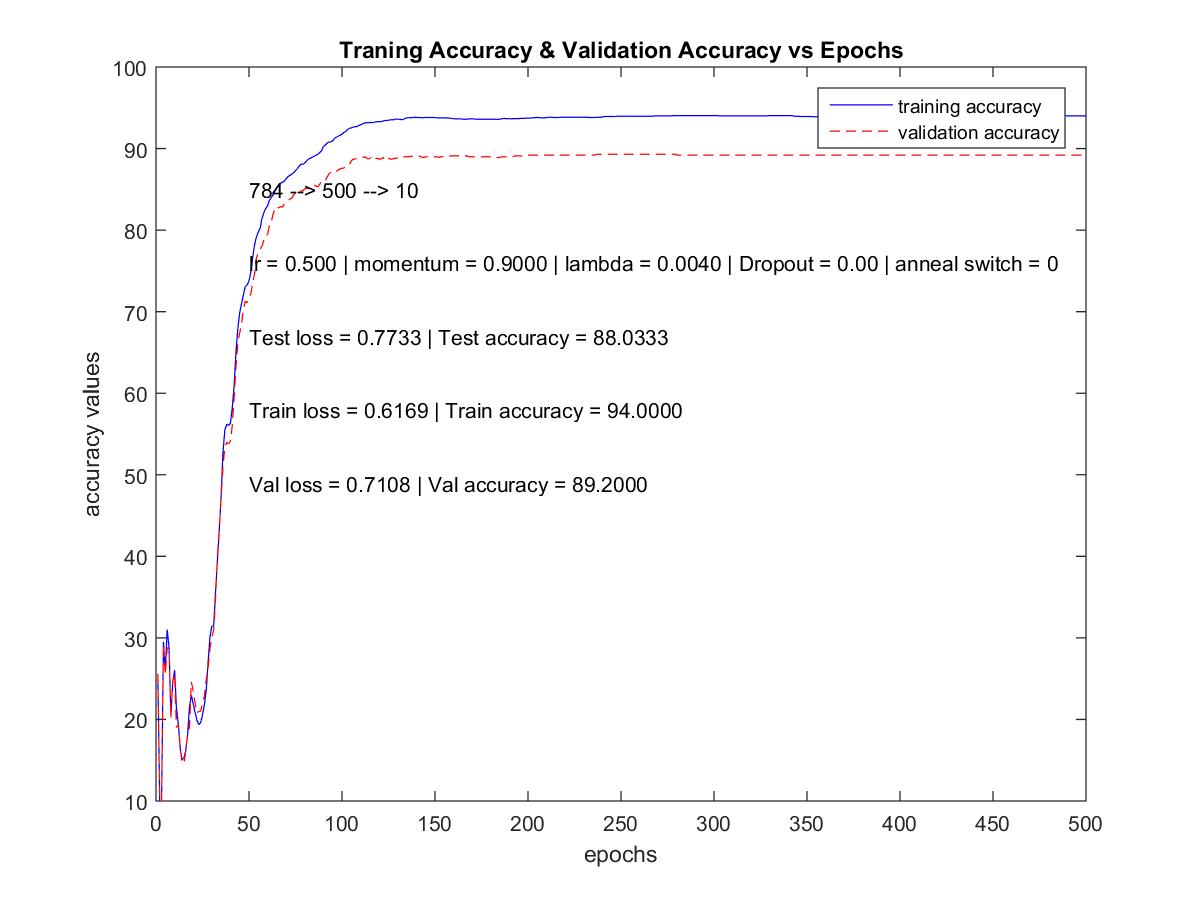 Traning Accuracy & Validation Accuracy vs Epochs
100
90
80
70
60
50
40
30
20
10
accuracy values
training accuracy
validation accuracy
784 --> 500 --> 10
lr = 0.500 | momentum = 0.9000 | lambda = 0.0040 | Dropout = 0.00 | anneal switch = 0
Test loss = 0.7733 | Test accuracy = 88.0333
Train loss = 0.6169 | Train accuracy = 94.0000
Val loss = 0.7108 | Val accuracy = 89.2000
0 50 100 150 200 250 300 350 400 450 500
epochs